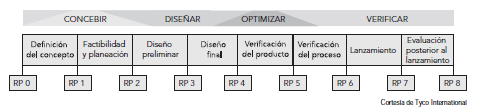 CONCEBIR DISEÑAR OPTIMIZAR VERIFICAR
Definición del concepto
Factibilidad y planeación
Diseño preliminar
Diseño final
Verificación del producto
Verificación del proceso
Lanzamiento
Evaluación posterior al lanzamiento
RP 0 RP 1 RP 2 RP 3 RP 4 RP 5 RP 6 RP 7 RP 8
Cortesía de Tyco International